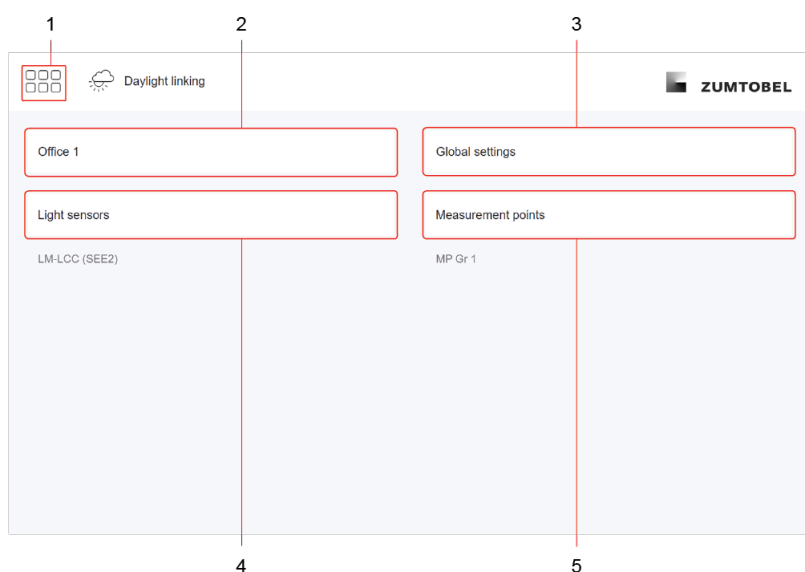 1 2 3
Daylight linking
ZUMTOBEL
Office 1 Global settings
Light sensors Measurement points
LM-LCC (SEE2) MP Gr 1
4 5